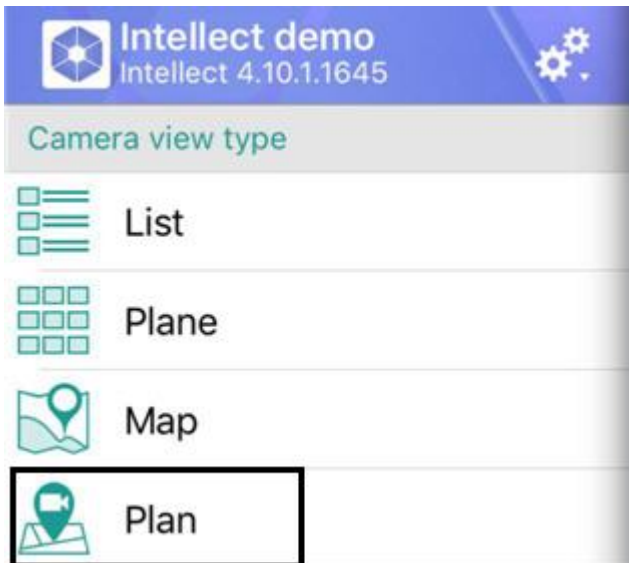 Intellect demo
Intellect 4.10.1.1645
Camera view type
List
Plane
Map
Plan